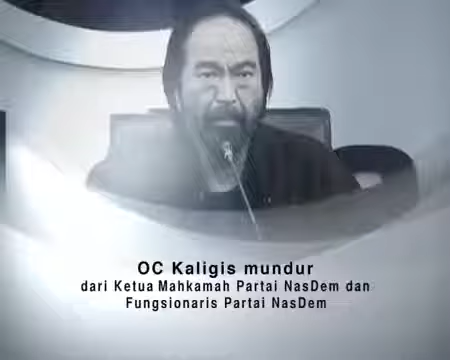 OC Kaligis mundur
dari Ketua Mahkamah Partai NasDem dan
Fungsionaris Partai NasDem